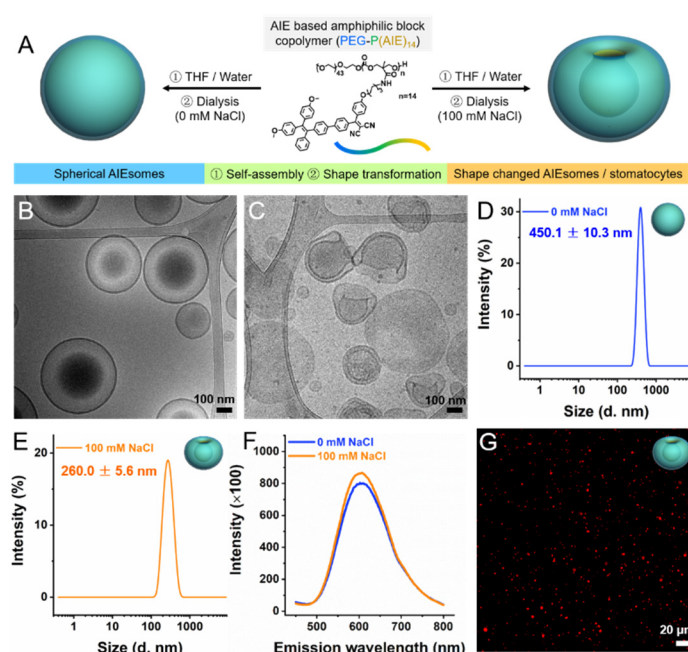 A
AIE based amphiphilic block
copolymer (PEG-P(AIE)₁₄)
① THF / Water
② Dialysis
(0 mM NaCl)
n=14
① THF / Water
② Dialysis
(100 mM NaCl)
Spherical AIEsomes
① Self-assembly ② Shape transformation
Shape changed AIEsomes / stomatocytes
B
100 nm
C
100 nm
D
0 mM NaCl
450.1 ± 10.3 nm
Intensity (%)
30
20
10
0
1 10 100 1000
Size (d. nm)
E
100 mM NaCl
260.0 ± 5.6 nm
Intensity (%)
20
10
0
1 10 100 1000
Size (d. nm)
F
0 mM NaCl
100 mM NaCl
Intensity (×100)
1000
800
600
400
200
0
500 600 700 800
Emission wavelength (nm)
G
20 μm